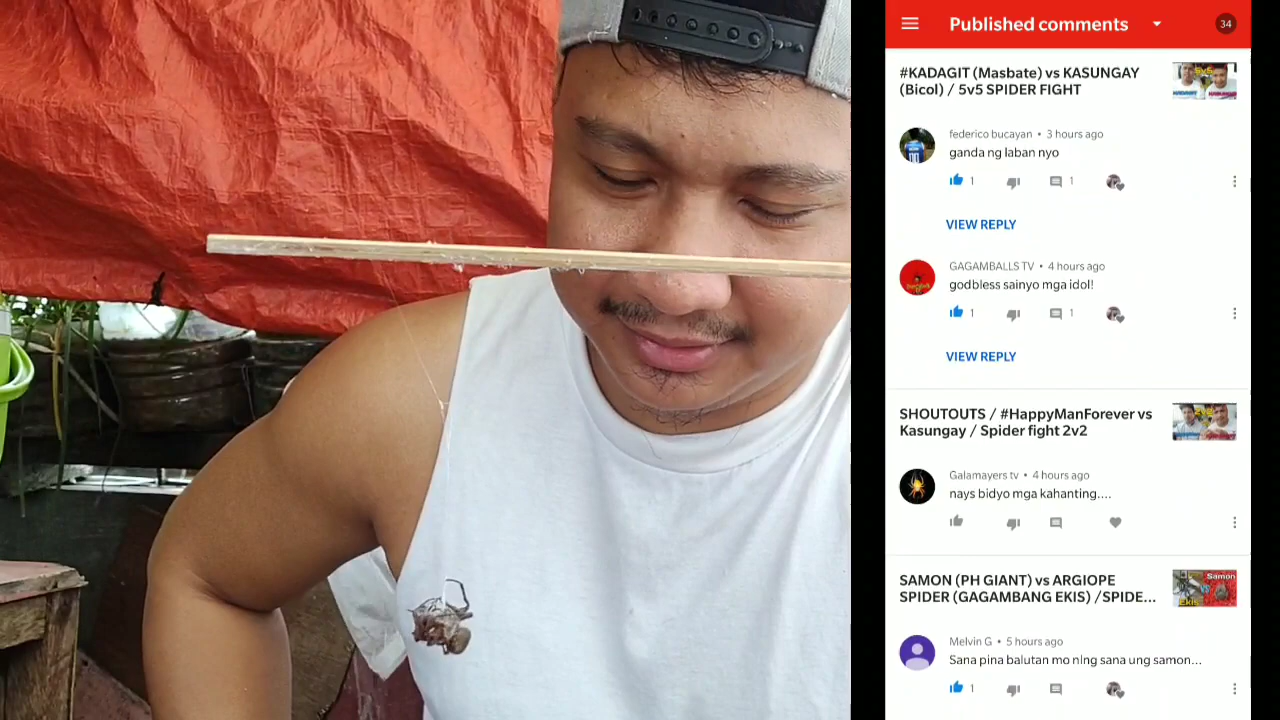 Published comments
34
#KADAGIT (Masbate) vs KASUNGAY
(Bicol) / 5v5 SPIDER FIGHT
federico bucayan • 3 hours ago
ganda ng laban nyo
1
1
VIEW REPLY
GAGAMBALLS TV • 4 hours ago
godbless sainyo mga idol!
1
1
VIEW REPLY
SHOUTOUTS / #HappyManForever vs
Kasungay / Spider fight 2v2
Galamayers tv • 4 hours ago
nays bidyo mga kahanting....
SAMON (PH GIANT) vs ARGIOPE
SPIDER (GAGAMBANG EKIS) /SPIDE...
Samon
Ekis
Melvin G • 5 hours ago
Sana pina balutan mo ning sana ung samon...
1